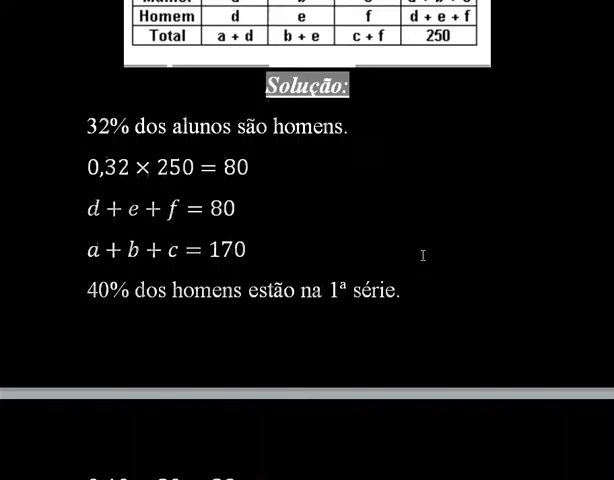 Homem d e f d + e + f
Total a + d b + e c + f 250
Solução:
32% dos alunos são homens.
0,32 × 250 = 80
d + e + f = 80
a + b + c = 170
40% dos homens estão na 1ª série.